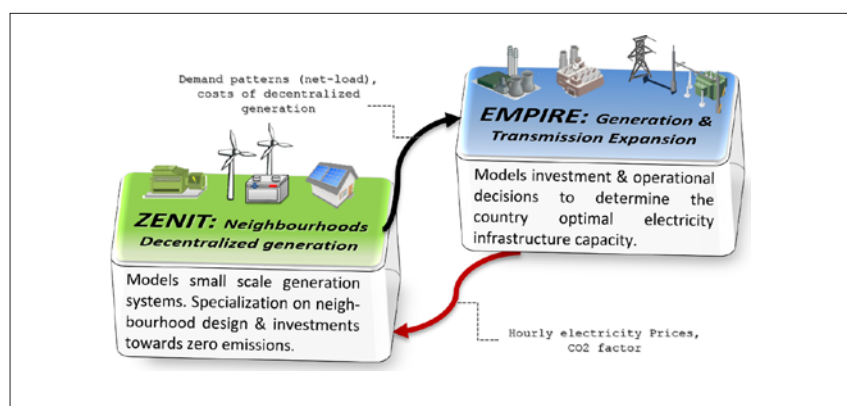 Demand patterns (net-load),
costs of decentralized
generation
EMPIRE: Generation &
Transmission Expansion
Models investment & operational
decisions to determine the
country optimal electricity
infrastructure capacity.
ZENIT: Neighbourhoods
Decentralized generation
Models small scale generation
systems. Specialization on neigh-
bourhood design & investments
towards zero emissions.
Hourly electricity Prices,
CO2 factor